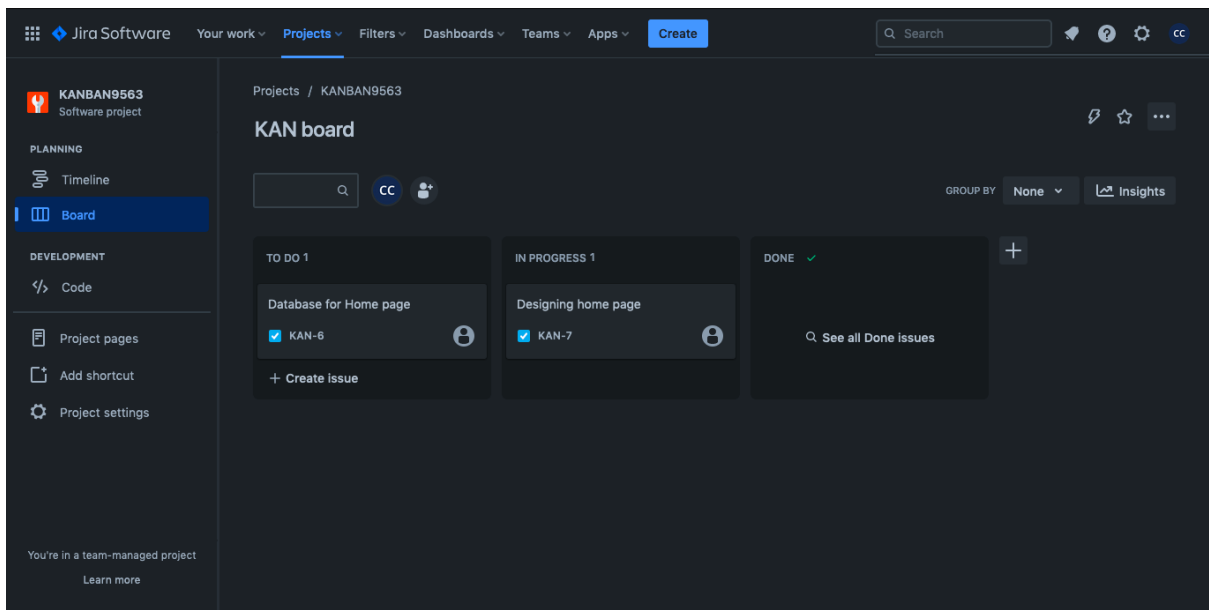 Jira Software Your work Projects Filters Dashboards Teams Apps Create Search CC
KANBAN9563
Software project
PLANNING
Timeline
Board
DEVELOPMENT
Code
Project pages
Add shortcut
Project settings
You're in a team-managed project
Learn more
Projects / KANBAN9563
KAN board
CC GROUP BY None Insights
TO DO 1
Database for Home page
KAN-6
Create issue
IN PROGRESS 1
Designing home page
KAN-7
DONE
See all Done issues